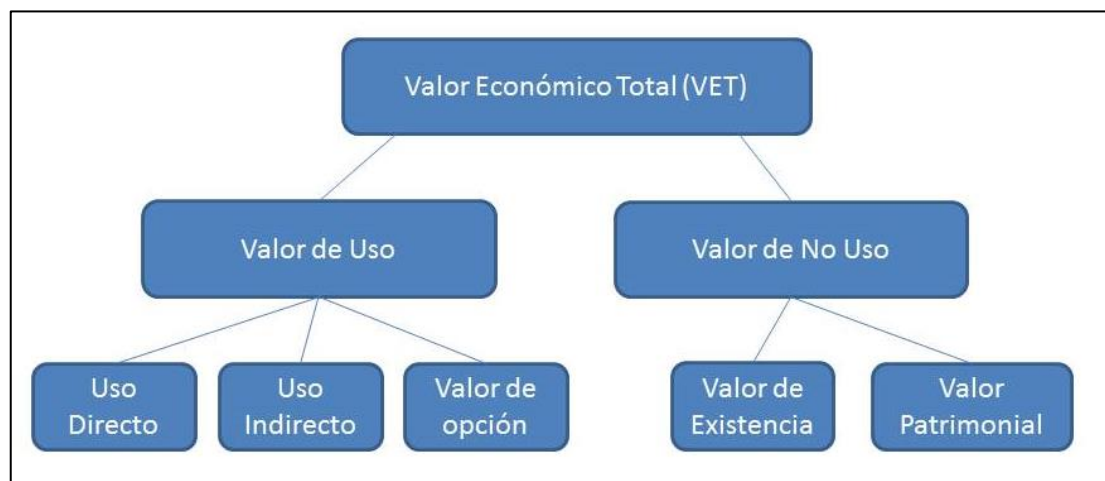 Valor Económico Total (VET)
Valor de Uso
Valor de No Uso
Uso
Directo
Uso
Indirecto
Valor de
opción
Valor de
Existencia
Valor
Patrimonial